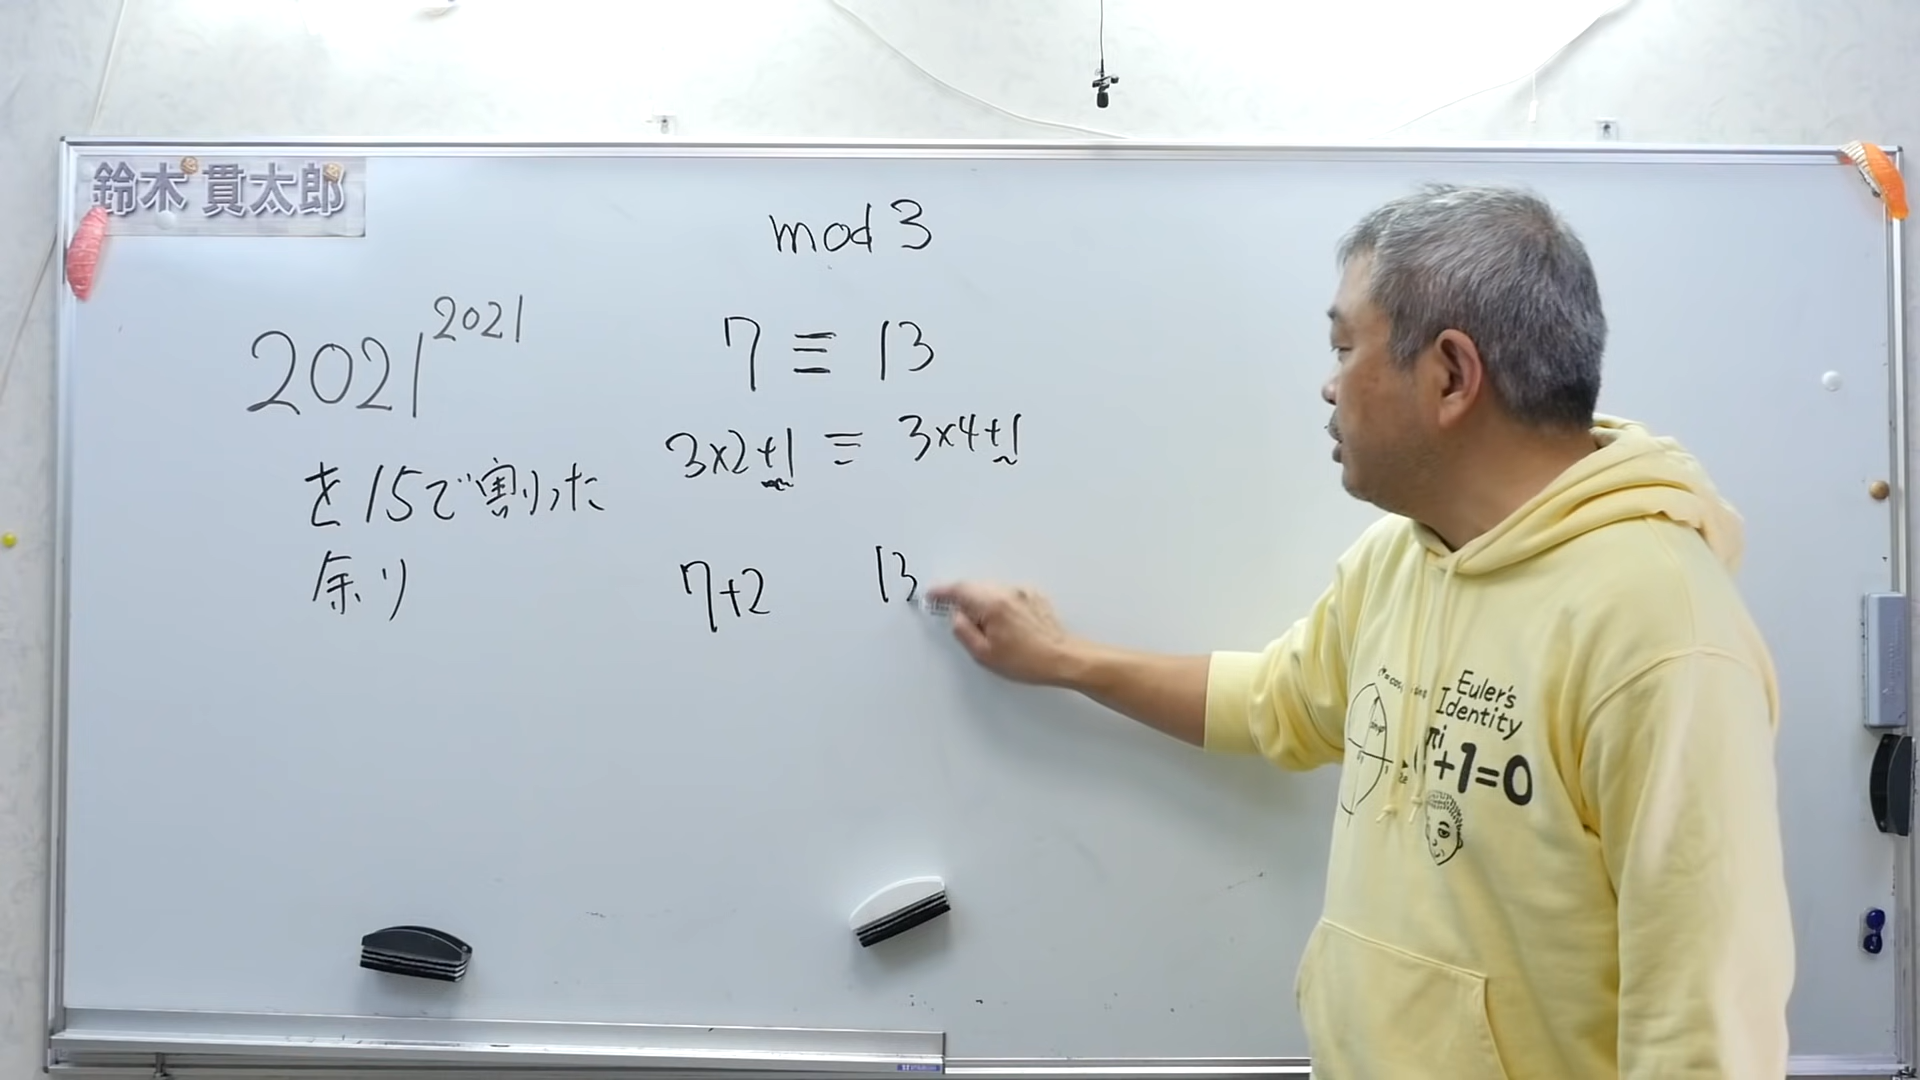 鈴木 貫太郎
2021^2021
を15で割った
余り
mod 3
7 ≡ 13
3×2+1 ≡ 3×4+1
7+2 13
Euler's
Identity
+1=0